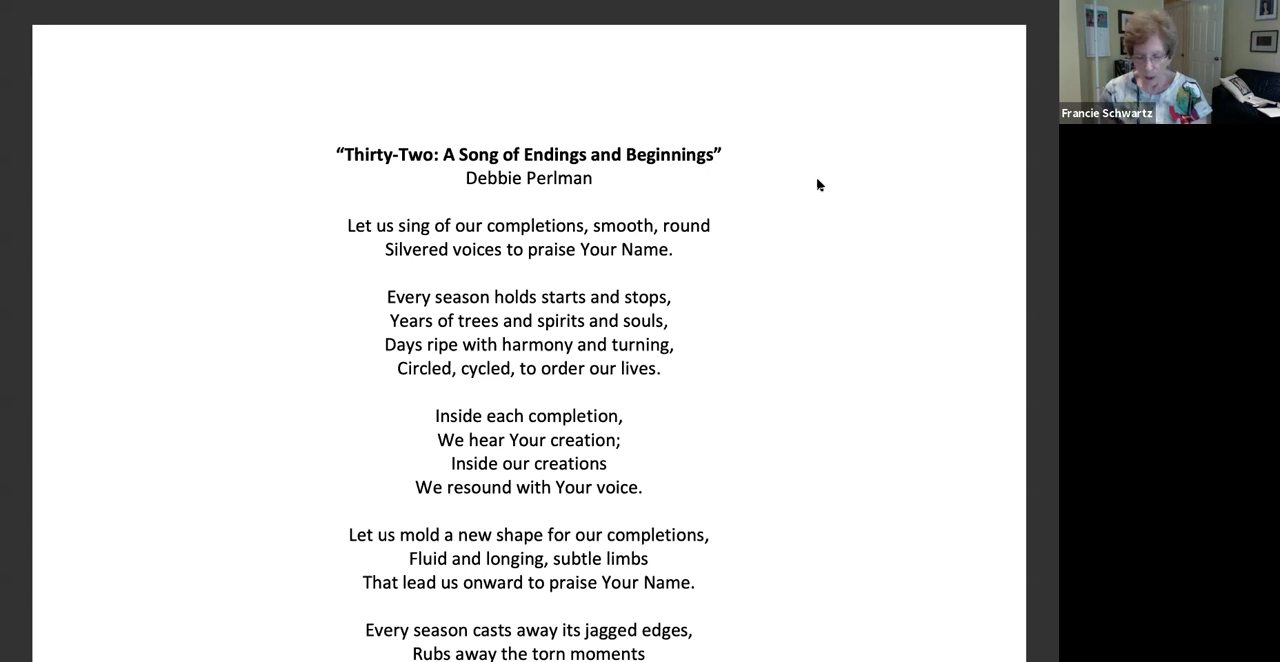 “Thirty-Two: A Song of Endings and Beginnings”
Debbie Perlman
Let us sing of our completions, smooth, round
Silvered voices to praise Your Name.
Every season holds starts and stops,
Years of trees and spirits and souls,
Days ripe with harmony and turning,
Circled, cycled, to order our lives.
Inside each completion,
We hear Your creation;
Inside our creations
We resound with Your voice.
Let us mold a new shape for our completions,
Fluid and longing, subtle limbs
That lead us onward to praise Your Name.
Every season casts away its jagged edges,
Rubs away the torn moments
Francie Schwartz